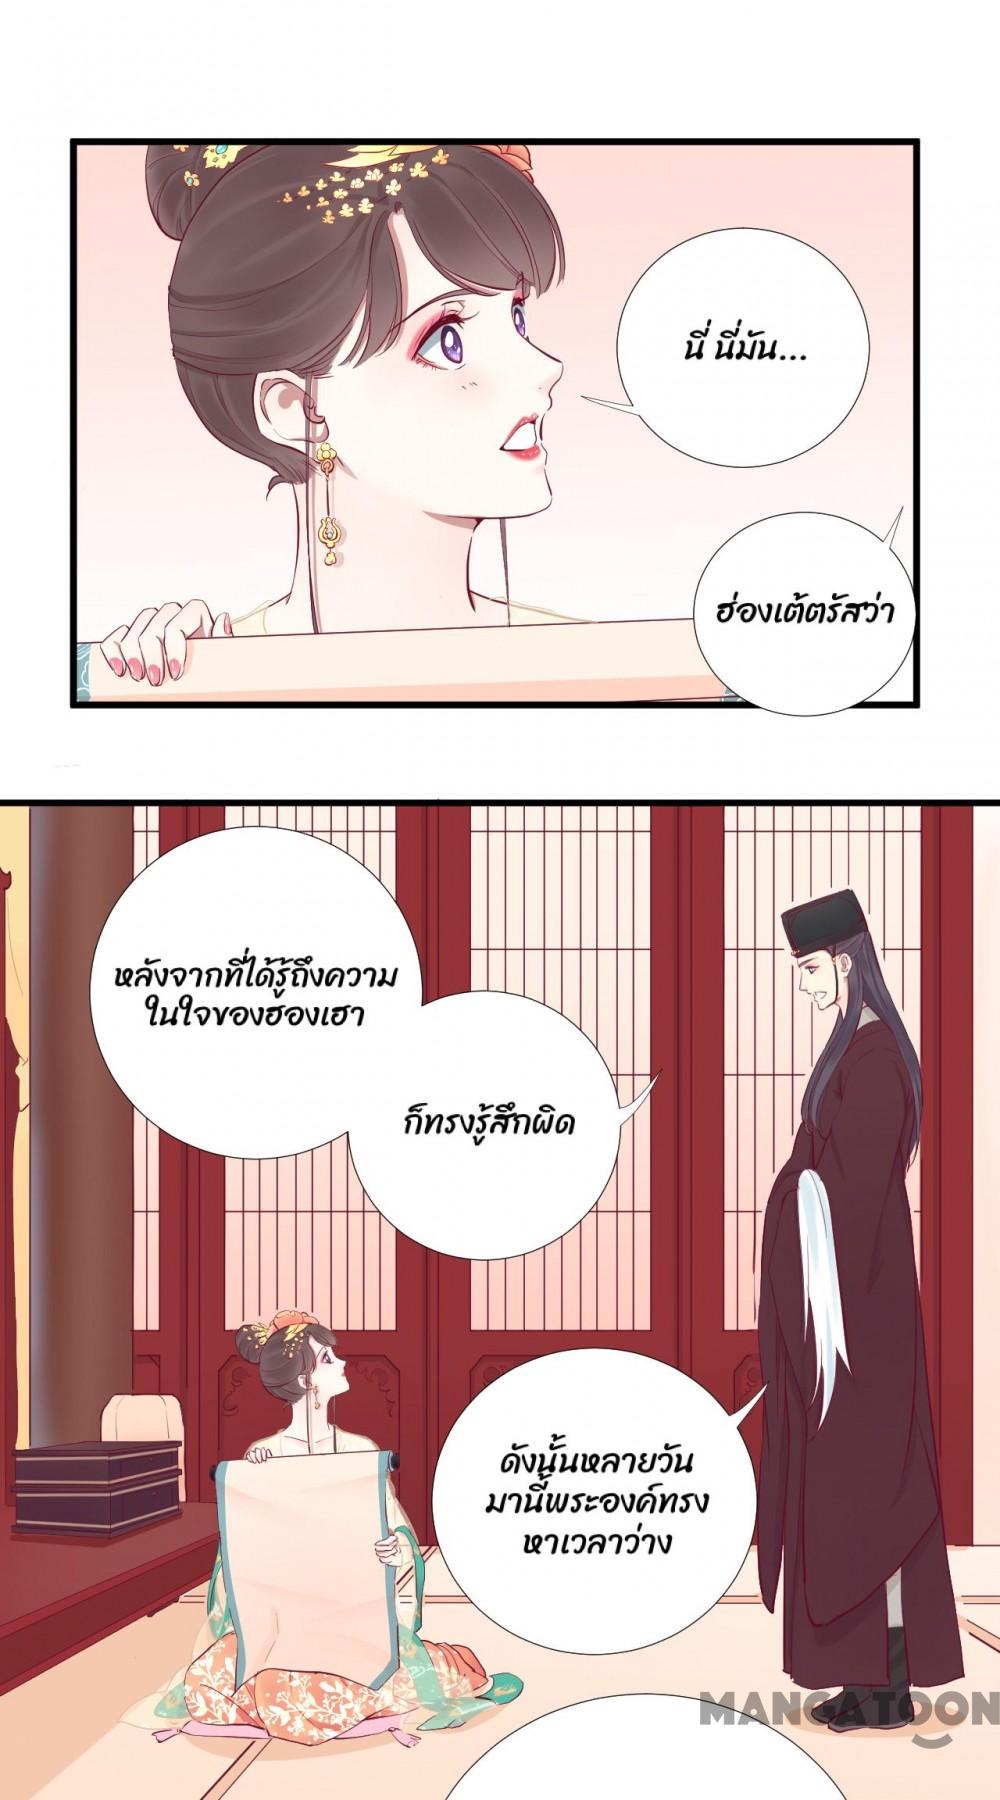 นี่ นี่มัน...
ฮ่องเต้ตรัสว่า
หลังจากที่ได้รู้ถึงความ
ในใจของฮองเฮา
ก็ทรงรู้สึกผิด
ดังนั้นหลายวัน
มานี้พระองค์ทรง
หาเวลาว่าง
MANGATOON